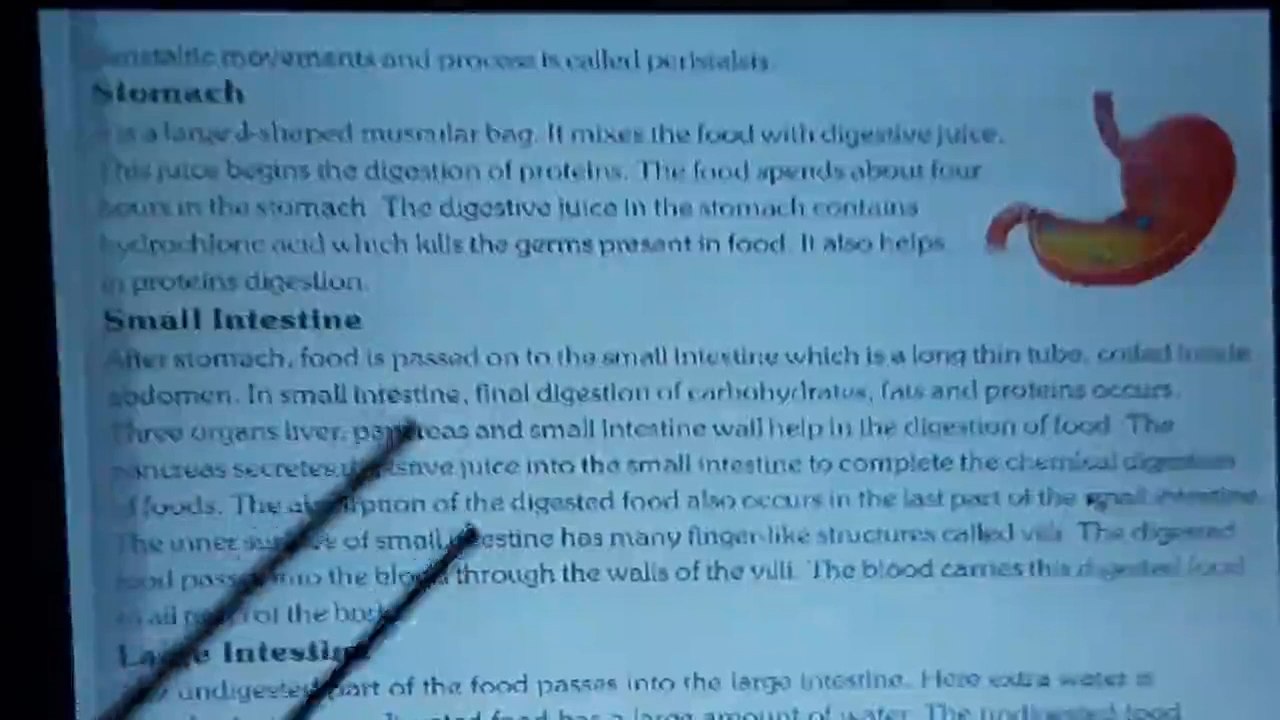 movements and process is called peristalsis.
Stomach
is a large J-shaped muscular bag. It mixes the food with digestive juice.
This juice begins the digestion of proteins. The food spends about four
hours in the stomach. The digestive juice in the stomach contains
hydrochloric acid which kills the germs present in food. It also helps
in proteins digestion.
Small Intestine
After stomach, food is passed on to the small intestine which is a long thin tube, coiled inside
abdomen. In small intestine, final digestion of carbohydrates, fats and proteins occurs.
Three organs liver, pancreas and small intestine wall help in the digestion of food. The
pancreas secretes digestive juice into the small intestine to complete the chemical digestion
of foods. The absorption of the digested food also occurs in the last part of the small intestine.
The inner surface of small intestine has many finger-like structures called villi. The digested
food passes into the blood through the walls of the villi. The blood carries this digested food
to all parts of the body.
Large Intestine
undigested part of the food passes into the large intestine. Here extra water is
food has a large amount of water. The undigested food